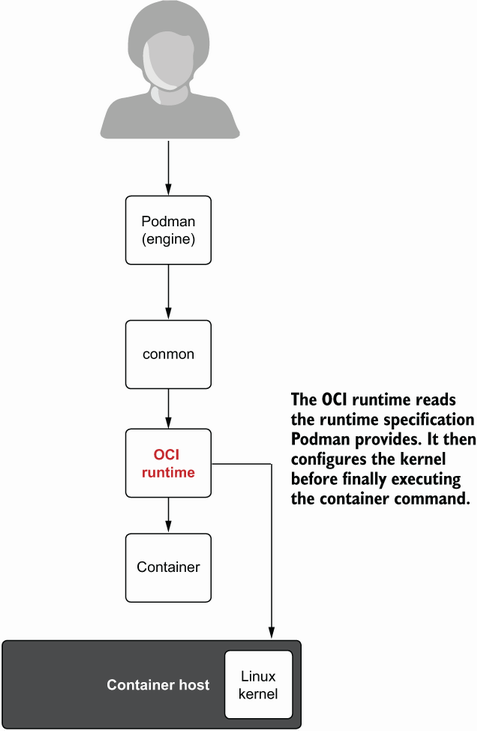 Podman
(engine)
conmon
OCI
runtime
The OCI runtime reads
the runtime specification
Podman provides. It then
configures the kernel
before finally executing
the container command.
Container
Container host
Linux
kernel